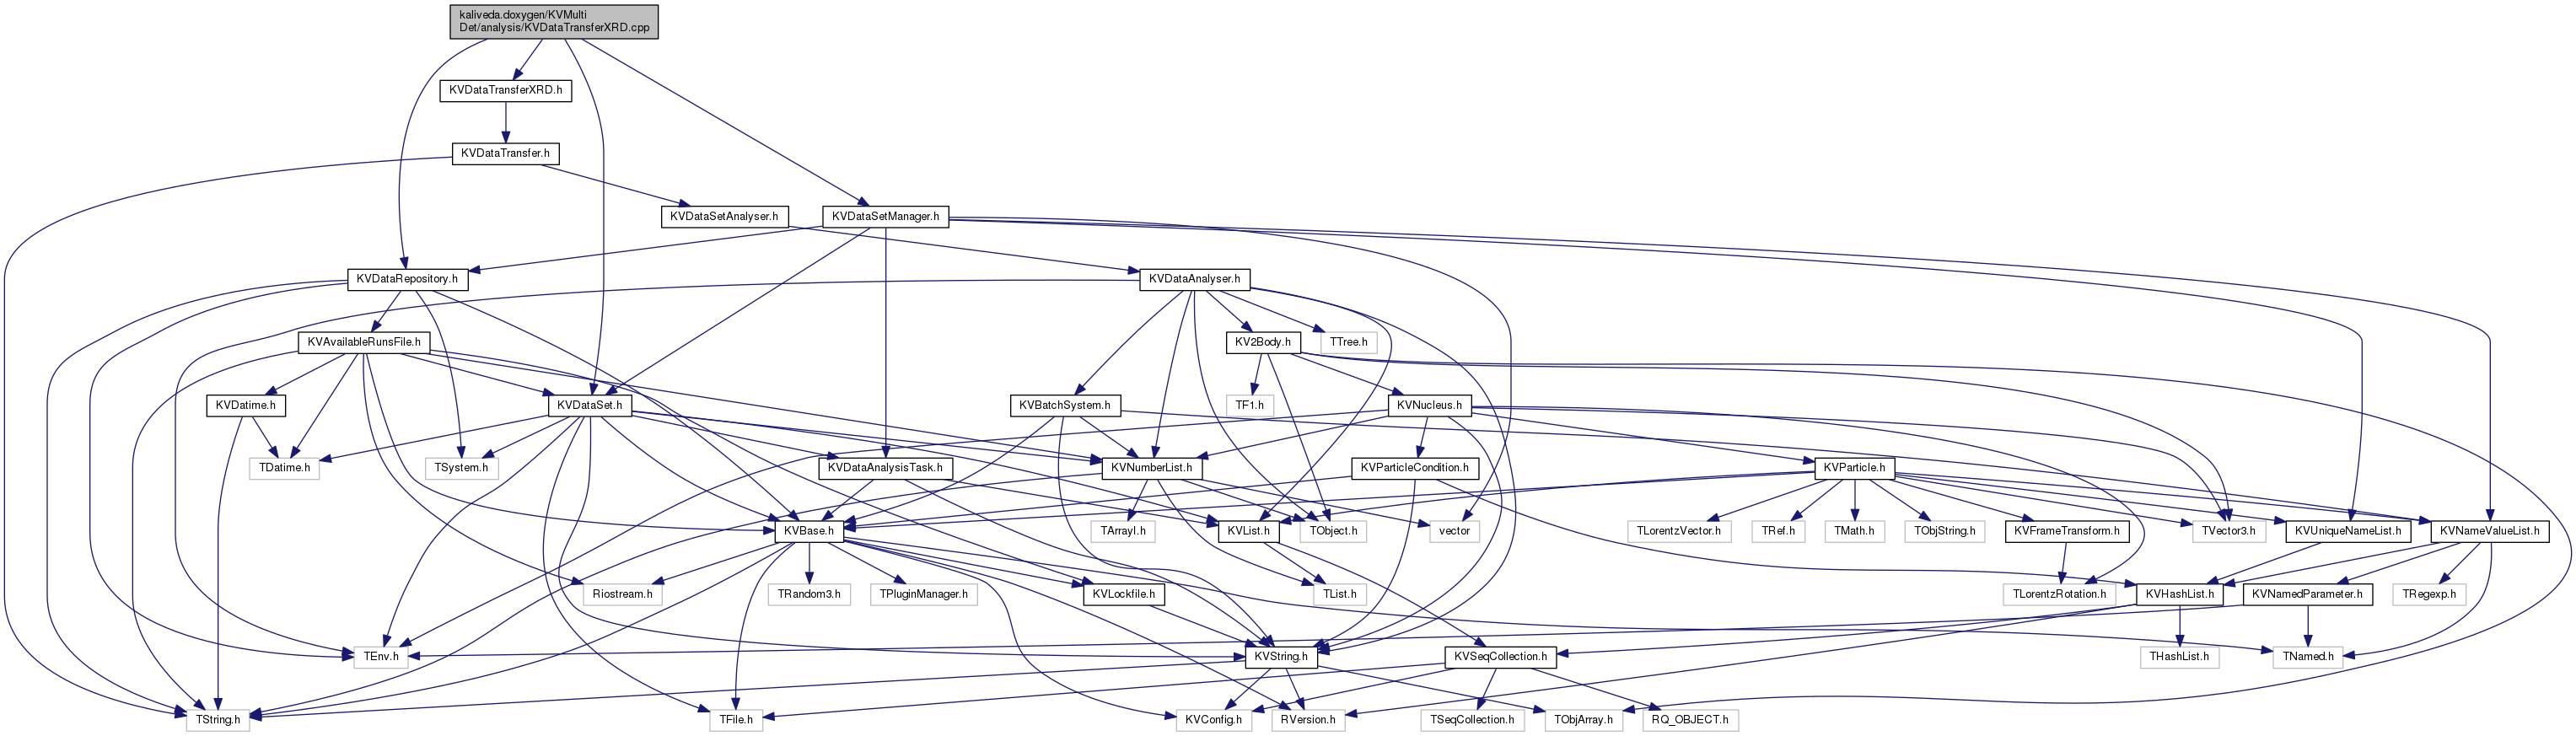 kaliveda.doxygen/KVMulti
Det/analysis/KVDataTransferXRD.cpp
KVDataTransferXRD.h
KVDataTransfer.h
KVDataSetAnalyser.h
KVDataSetManager.h
KVDataRepository.h
KVDataAnalyser.h
KVAvailableRunsFile.h
KV2Body.h
TTree.h
KVDatime.h
KVDataSet.h
KVBatchSystem.h
TF1.h
KVNucleus.h
TDatime.h
TSystem.h
KVDataAnalysisTask.h
KVNumberList.h
KVParticleCondition.h
KVParticle.h
KVBase.h
TArrayI.h
KVList.h
TObject.h
vector
TLorentzVector.h
TRef.h
TMath.h
TObjString.h
KVFrameTransform.h
TVector3.h
KVUniqueNameList.h
KVNameValueList.h
Riostream.h
TRandom3.h
TPluginManager.h
KVLockfile.h
TList.h
TLorentzRotation.h
KVHashList.h
KVNamedParameter.h
TRegexp.h
TEnv.h
KVString.h
KVSeqCollection.h
THashList.h
TNamed.h
TString.h
TFile.h
KVConfig.h
RVersion.h
TSeqCollection.h
TObjArray.h
RQ_OBJECT.h